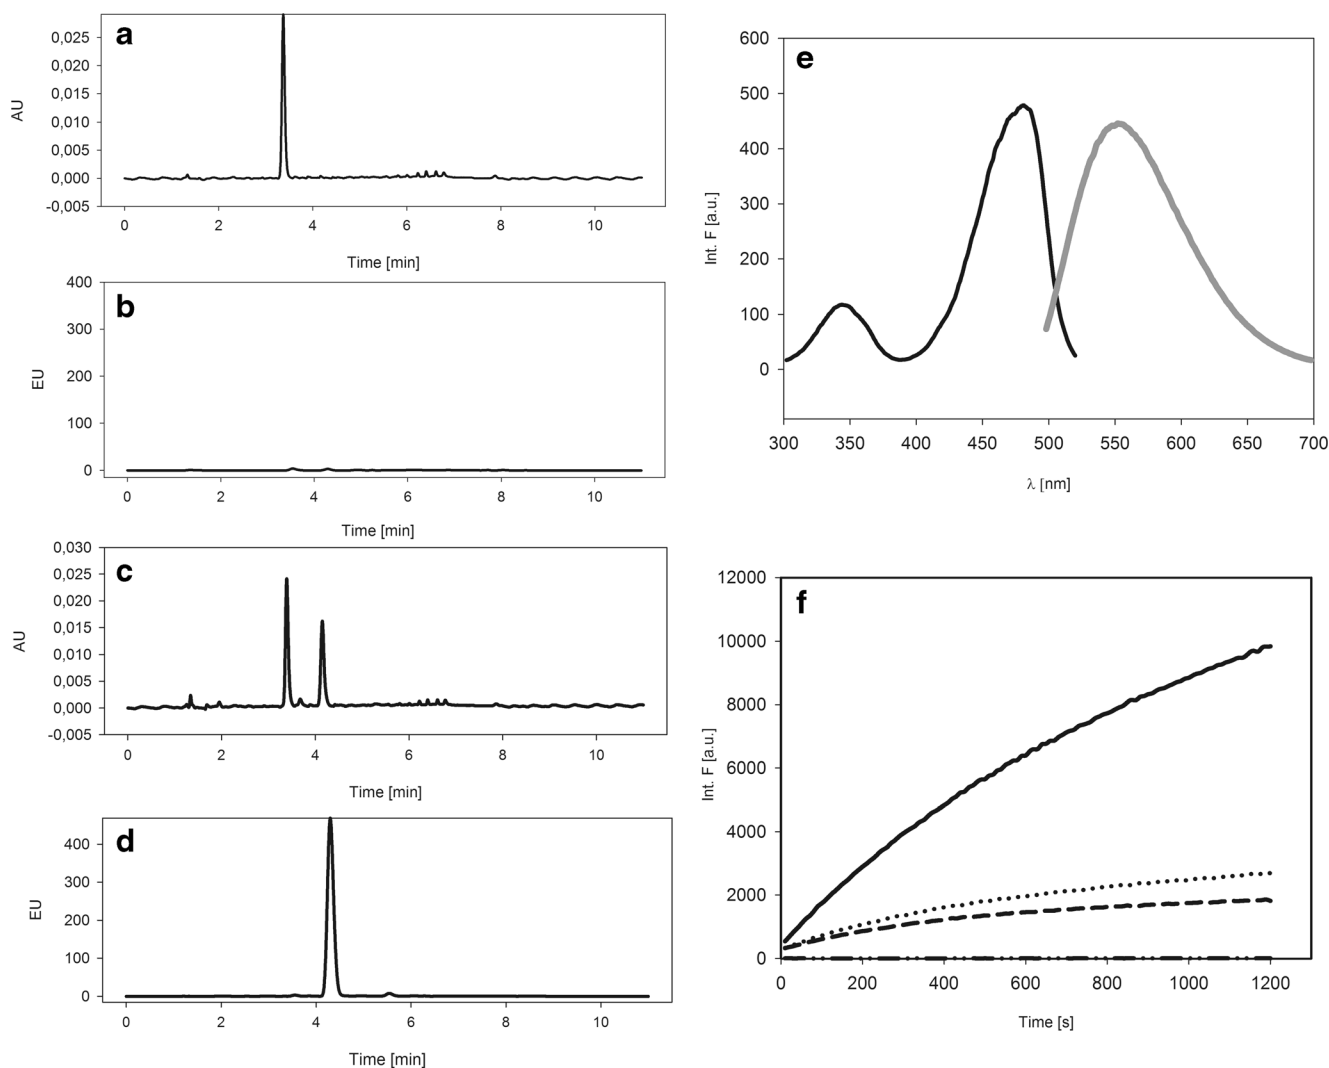 a
0,025
0,020
0,015
0,010
0,005
0,000
-0,005
AU
0 2 4 6 8 10
Time [min]
b
400
300
200
100
0
EU
0 2 4 6 8 10
Time [min]
c
0,030
0,025
0,020
0,015
0,010
0,005
0,000
-0,005
AU
0 2 4 6 8 10
Time [min]
d
400
300
200
100
0
EU
0 2 4 6 8 10
Time [min]
e
600
500
400
300
200
100
0
Int. F [a.u.]
300 350 400 450 500 550 600 650 700
λ [nm]
f
12000
10000
8000
6000
4000
2000
0
Int. F [a.u.]
0 200 400 600 800 1000 1200
Time [s]